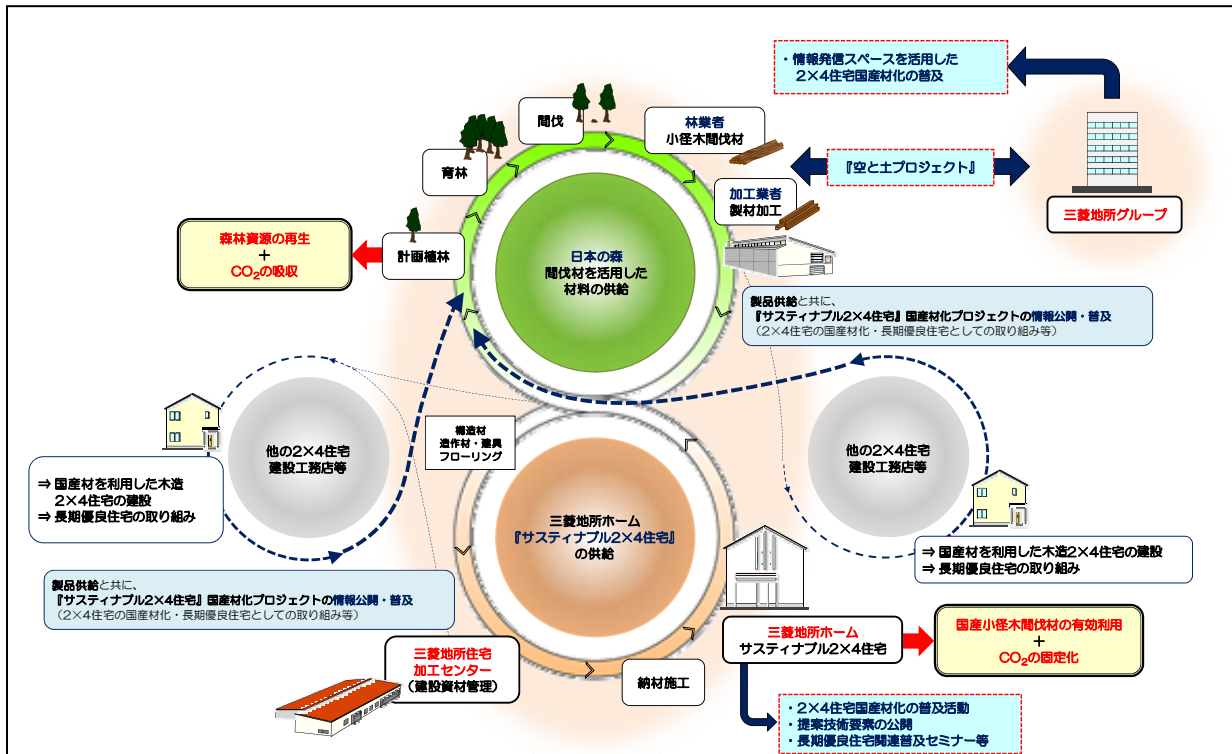 ・情報発信スペースを活用した
2×4住宅国産材化の普及
間伐
林業者
小径木間伐材
育林
『空と土プロジェクト』
加工業者
製材加工
三菱地所グループ
森林資源の再生
+
CO₂の吸収
計画植林
日本の森
間伐材を活用した
材料の供給
製品供給と共に、
『サスティナブル2×4住宅』国産材化プロジェクトの情報公開・普及
(2×4住宅の国産材化・長期優良住宅としての取り組み等)
構造材
造作材・建具
フローリング
他の2×4住宅
建設工務店等
他の2×4住宅
建設工務店等
⇒ 国産材を利用した木造
2×4住宅の建設
⇒ 長期優良住宅の取り組み
三菱地所ホーム
『サスティナブル2×4住宅』
の供給
⇒ 国産材を利用した木造2×4住宅の建設
⇒ 長期優良住宅の取り組み
製品供給と共に、
『サスティナブル2×4住宅』国産材化プロジェクトの情報公開・普及
(2×4住宅の国産材化・長期優良住宅としての取り組み等)
三菱地所ホーム
サスティナブル2×4住宅
国産小径木間伐材の有効利用
+
CO₂の固定化
三菱地所住宅
加工センター
(建設資材管理)
納材施工
・2×4住宅国産材化の普及活動
・提案技術要素の公開
・長期優良住宅関連普及セミナー等